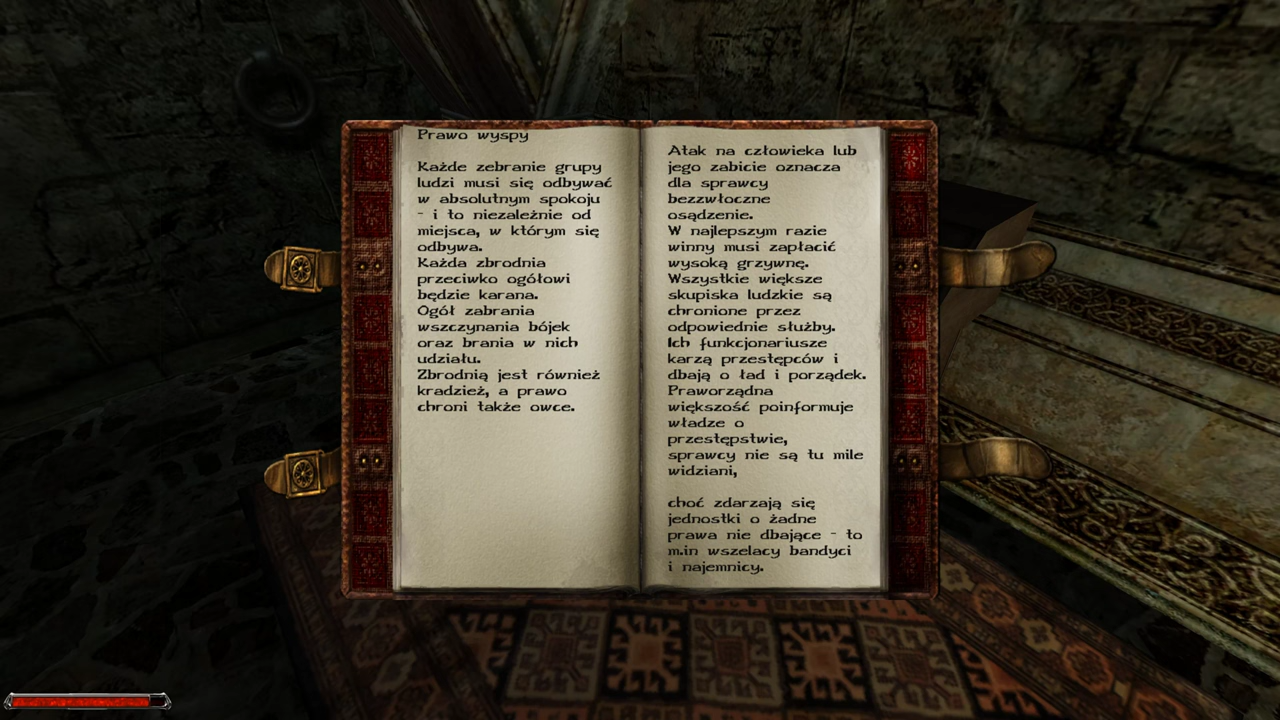 Prawo wyspy
Każde zebranie grupy
ludzi musi się odbywać
w absolutnym spokoju
- i to niezależnie od
miejsca, w którym się
odbywa.
Każda zbrodnia
przeciwko ogółowi
będzie karana.
Ogół zabrania
wszczynania bójek
oraz brania w nich
udziału.
Zbrodnią jest również
kradzież, a prawo
chroni także owce.
Atak na człowieka lub
jego zabicie oznacza
dla sprawcy
bezzwłoczne
osądzenie.
W najlepszym razie
winny musi zapłacić
wysoką grzywnę.
Wszystkie większe
skupiska ludzkie są
chronione przez
odpowiednie służby.
Ich funkcjonariusze
karzą przestępców i
dbają o ład i porządek.
Praworządna
większość poinformuje
władze o
przestępstwie,
sprawcy nie są tu mile
widziani,
choć zdarzają się
jednostki o żadne
prawa nie dbające - to
m.in wszelacy bandyci
i najemnicy.